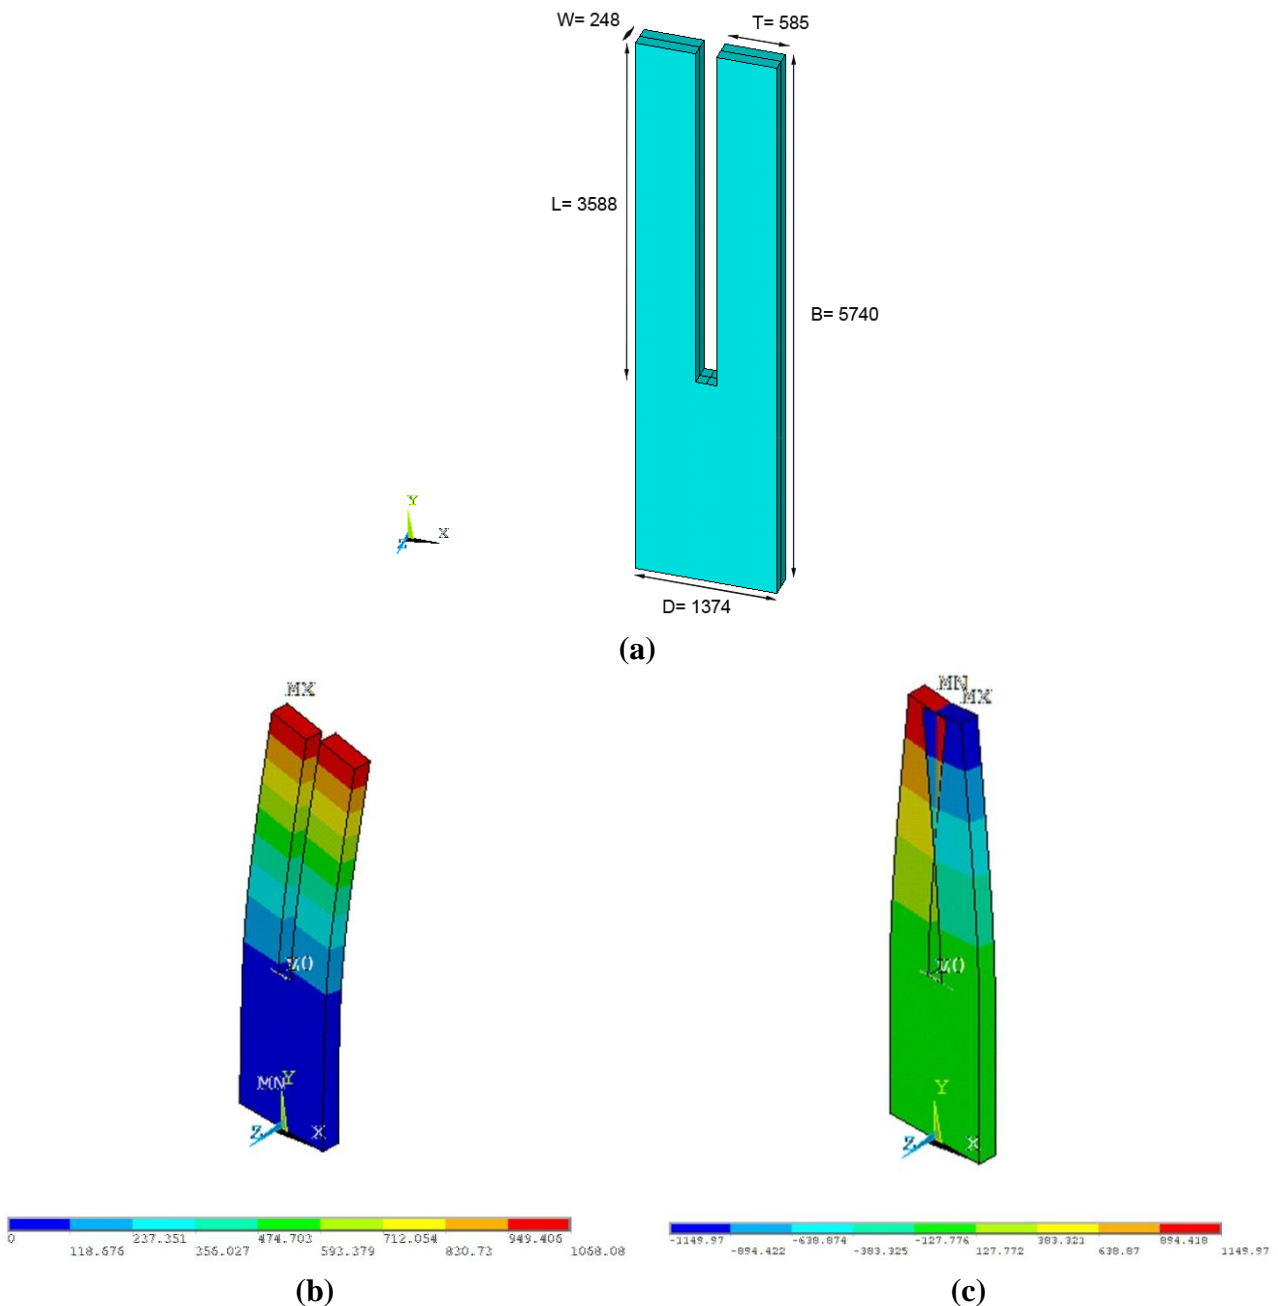 W= 248
T= 585
L= 3588
B= 5740
Y
X
Z
D= 1374
(a)
MX
MN
MX
MN
Y
Z
X
Y
Z
X
0 237.351 474.703 712.054 949.406
118.676 356.027 593.379 830.73 1068.08
-1149.97 -638.874 -127.776 383.321 894.418
-894.422 -383.325 127.772 638.87 1149.97
(b)
(c)